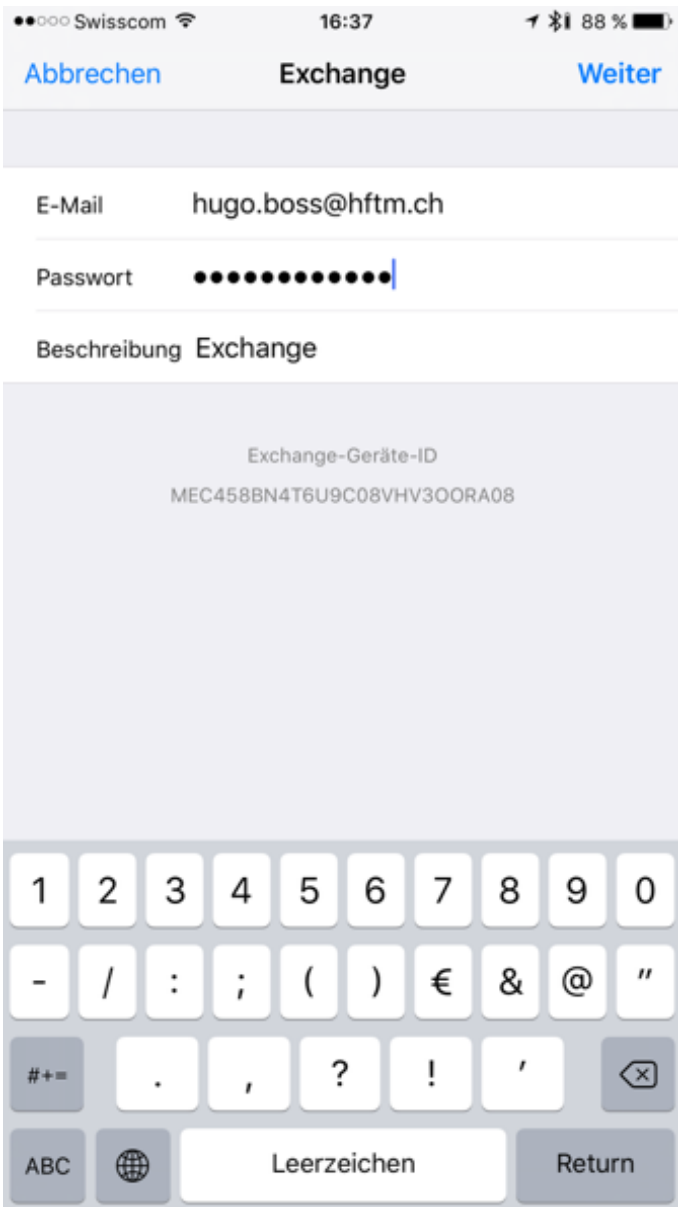 Swisscom 16:37 88 %
Abbrechen Exchange Weiter
E-Mail hugo.boss@hftm.ch
Passwort ••••••••••••
Beschreibung Exchange
Exchange-Geräte-ID
MEC458BN4T6U9C08VHV3OORA08
1 2 3 4 5 6 7 8 9 0
- / : ; ( ) € & @ "
#+= . , ? ! '
ABC Leerzeichen Return